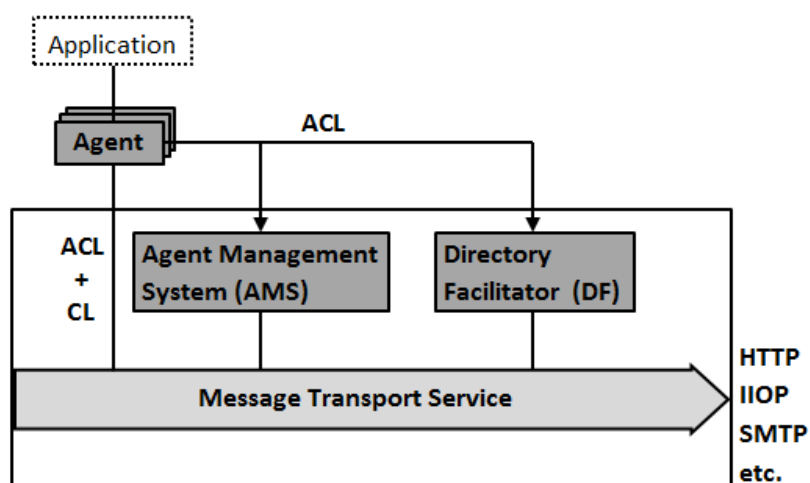 Application
Agent
ACL
ACL
+
CL
Agent Management
System (AMS)
Directory
Facilitator (DF)
Message Transport Service
HTTP
IIOP
SMTP
etc.